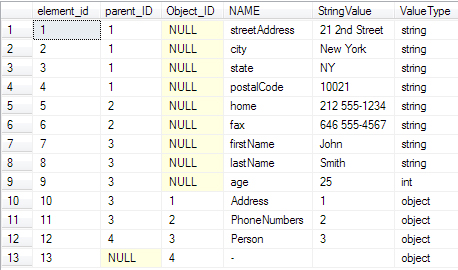 element_id parent_ID Object_ID NAME StringValue ValueType
1 1 1 NULL streetAddress 21 2nd Street string
2 2 1 NULL city New York string
3 3 1 NULL state NY string
4 4 1 NULL postalCode 10021 string
5 5 2 NULL home 212 555-1234 string
6 6 2 NULL fax 646 555-4567 string
7 7 3 NULL firstName John string
8 8 3 NULL lastName Smith string
9 9 3 NULL age 25 int
10 10 3 1 Address 1 object
11 11 3 2 PhoneNumbers 2 object
12 12 4 3 Person 3 object
13 13 NULL 4 - object